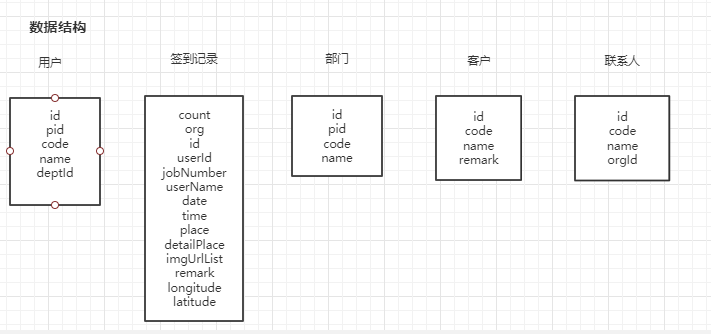 数据结构
用户
签到记录
部门
客户
联系人
id
pid
code
name
deptId
count
org
id
userId
jobNumber
userName
date
time
place
detailPlace
imgUrlList
remark
longitude
latitude
id
pid
code
name
id
code
name
remark
id
code
name
orgId